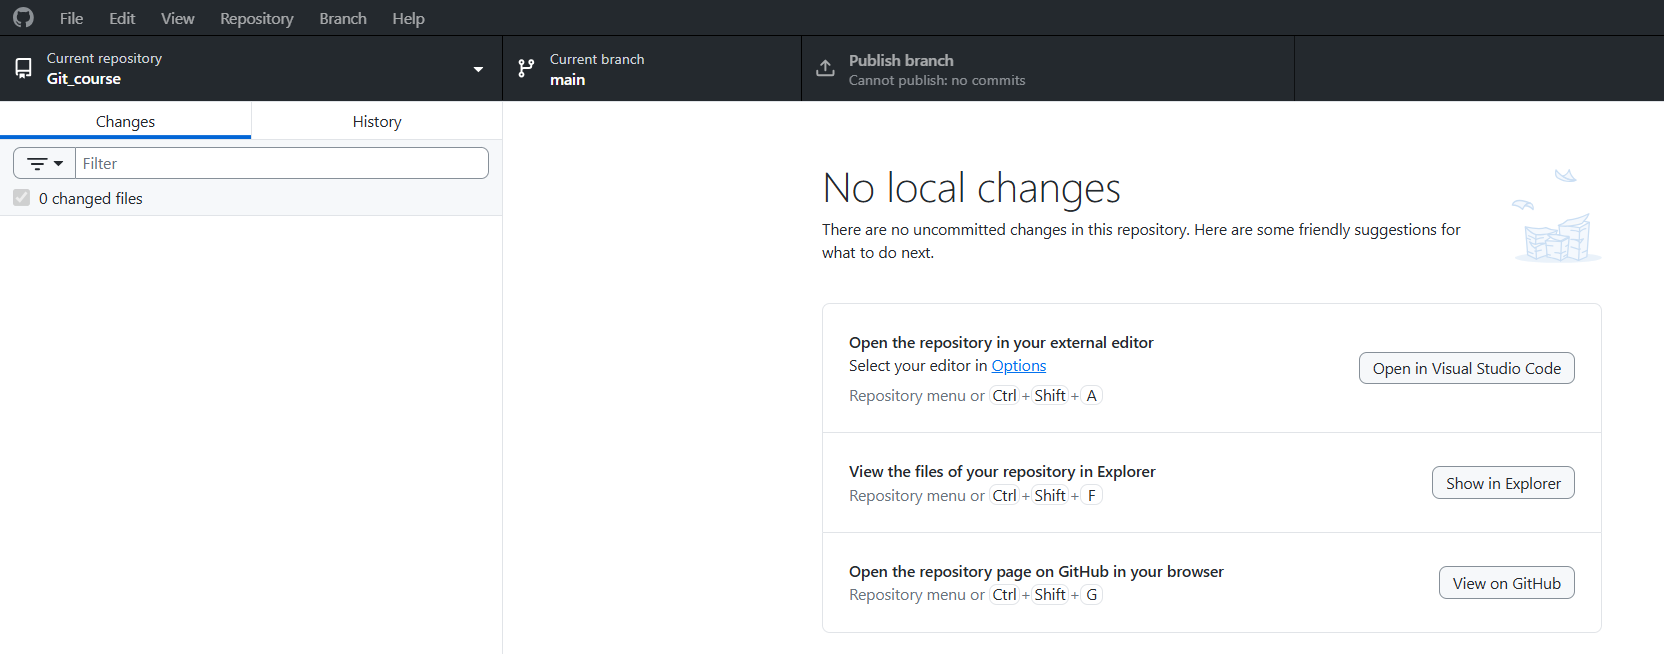 File Edit View Repository Branch Help
Current repository
Git_course
Current branch
main
Publish branch
Cannot publish: no commits
Changes History
Filter
0 changed files
No local changes
There are no uncommitted changes in this repository. Here are some friendly suggestions for
what to do next.
Open the repository in your external editor
Select your editor in Options
Repository menu or Ctrl + Shift + A
Open in Visual Studio Code
View the files of your repository in Explorer
Repository menu or Ctrl + Shift + F
Show in Explorer
Open the repository page on GitHub in your browser
Repository menu or Ctrl + Shift + G
View on GitHub